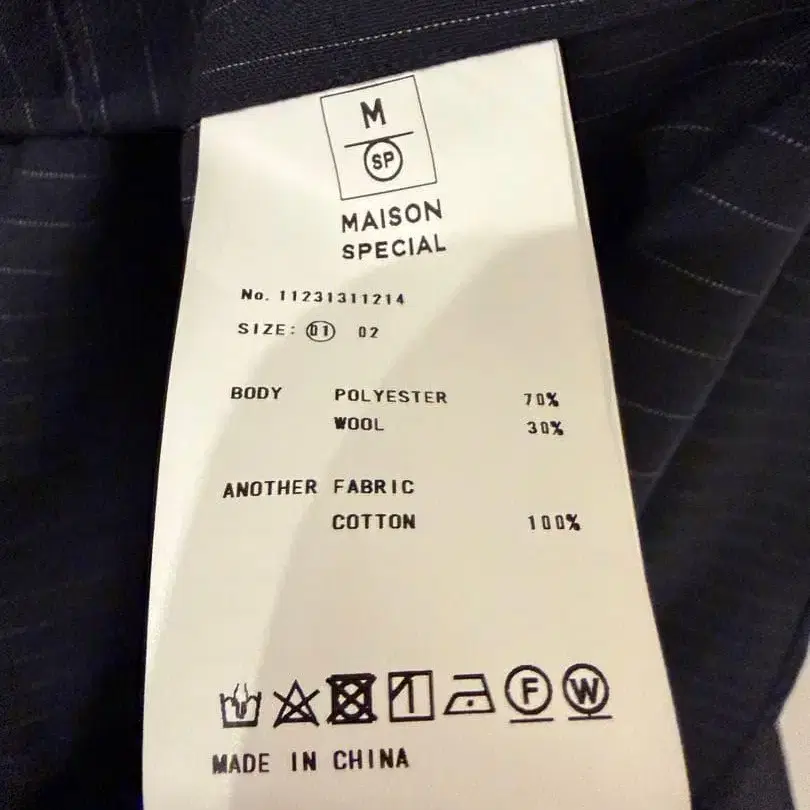 M
SP
MAISON
SPECIAL
No. 11231311214
SIZE: 01 02
BODY POLYESTER 70%
WOOL 30%
ANOTHER FABRIC
COTTON 100%
F W
MADE IN CHINA